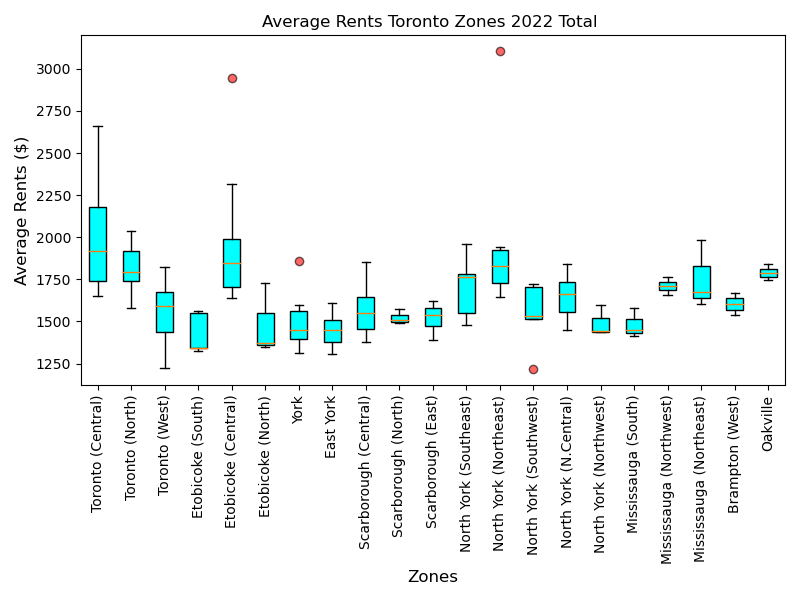 Average Rents Toronto Zones 2022 Total
Average Rents ($)
3000
2750
2500
2250
2000
1750
1500
1250
Toronto (Central)
Toronto (North)
Toronto (West)
Etobicoke (South)
Etobicoke (Central)
Etobicoke (North)
York
East York
Scarborough (Central)
Scarborough (North)
Scarborough (East)
North York (Southeast)
North York (Northeast)
North York (Southwest)
North York (N.Central)
North York (Northwest)
Mississauga (South)
Mississauga (Northwest)
Mississauga (Northeast)
Brampton (West)
Oakville
Zones